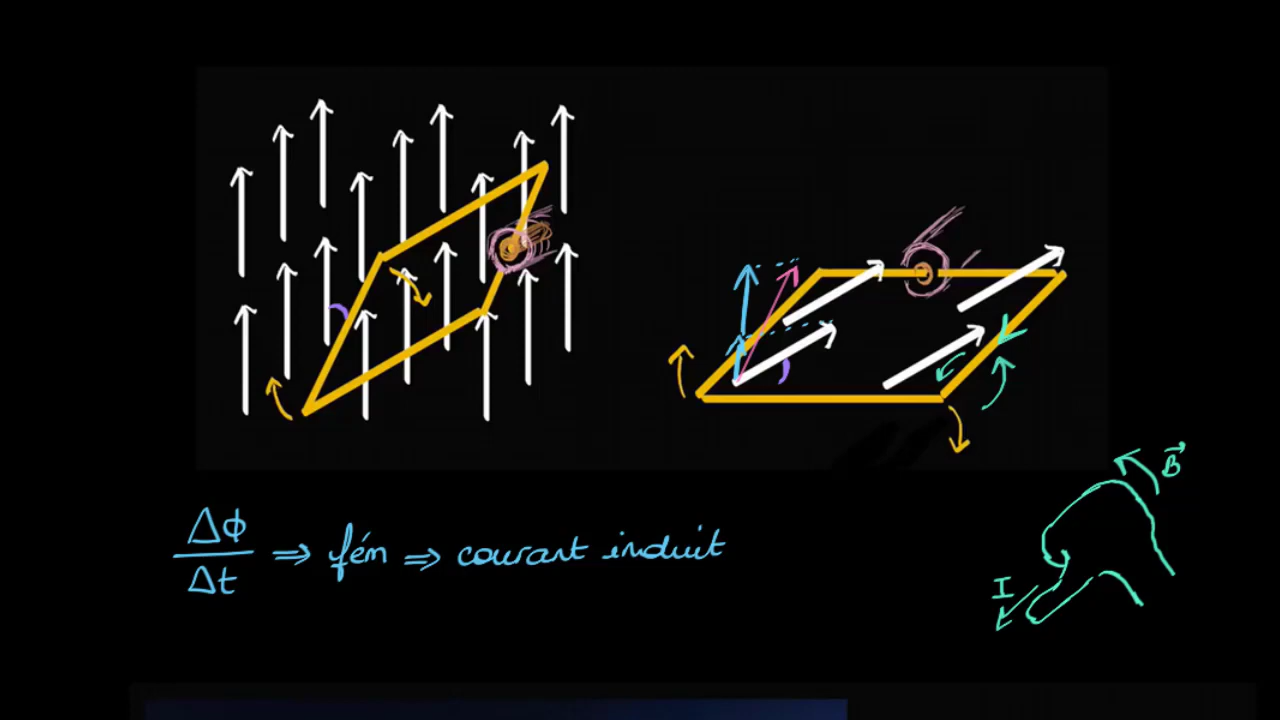 B⃗
ΔΦ/Δt ⇒ fém ⇒ courant induit
I